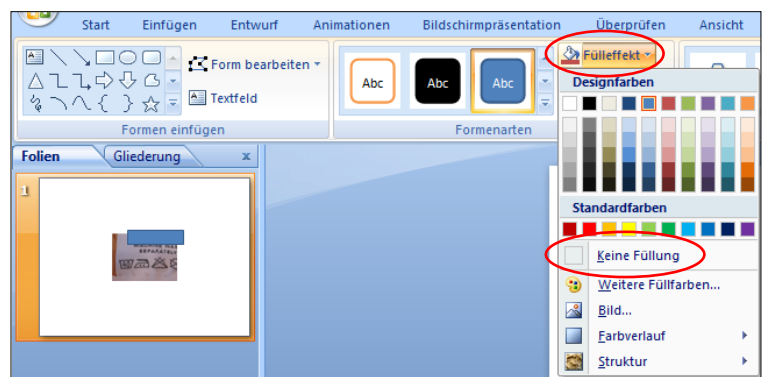 Start Einfügen Entwurf Animationen Bildschirmpräsentation Überprüfen Ansicht
Form bearbeiten
Textfeld
Formen einfügen
Abc Abc Abc
Formenarten
Fülleffekt
Designfarben
Standardfarben
Keine Füllung
Weitere Füllfarben...
Bild...
Farbverlauf
Struktur
Folien Gliederung x
1
SEPARATELY